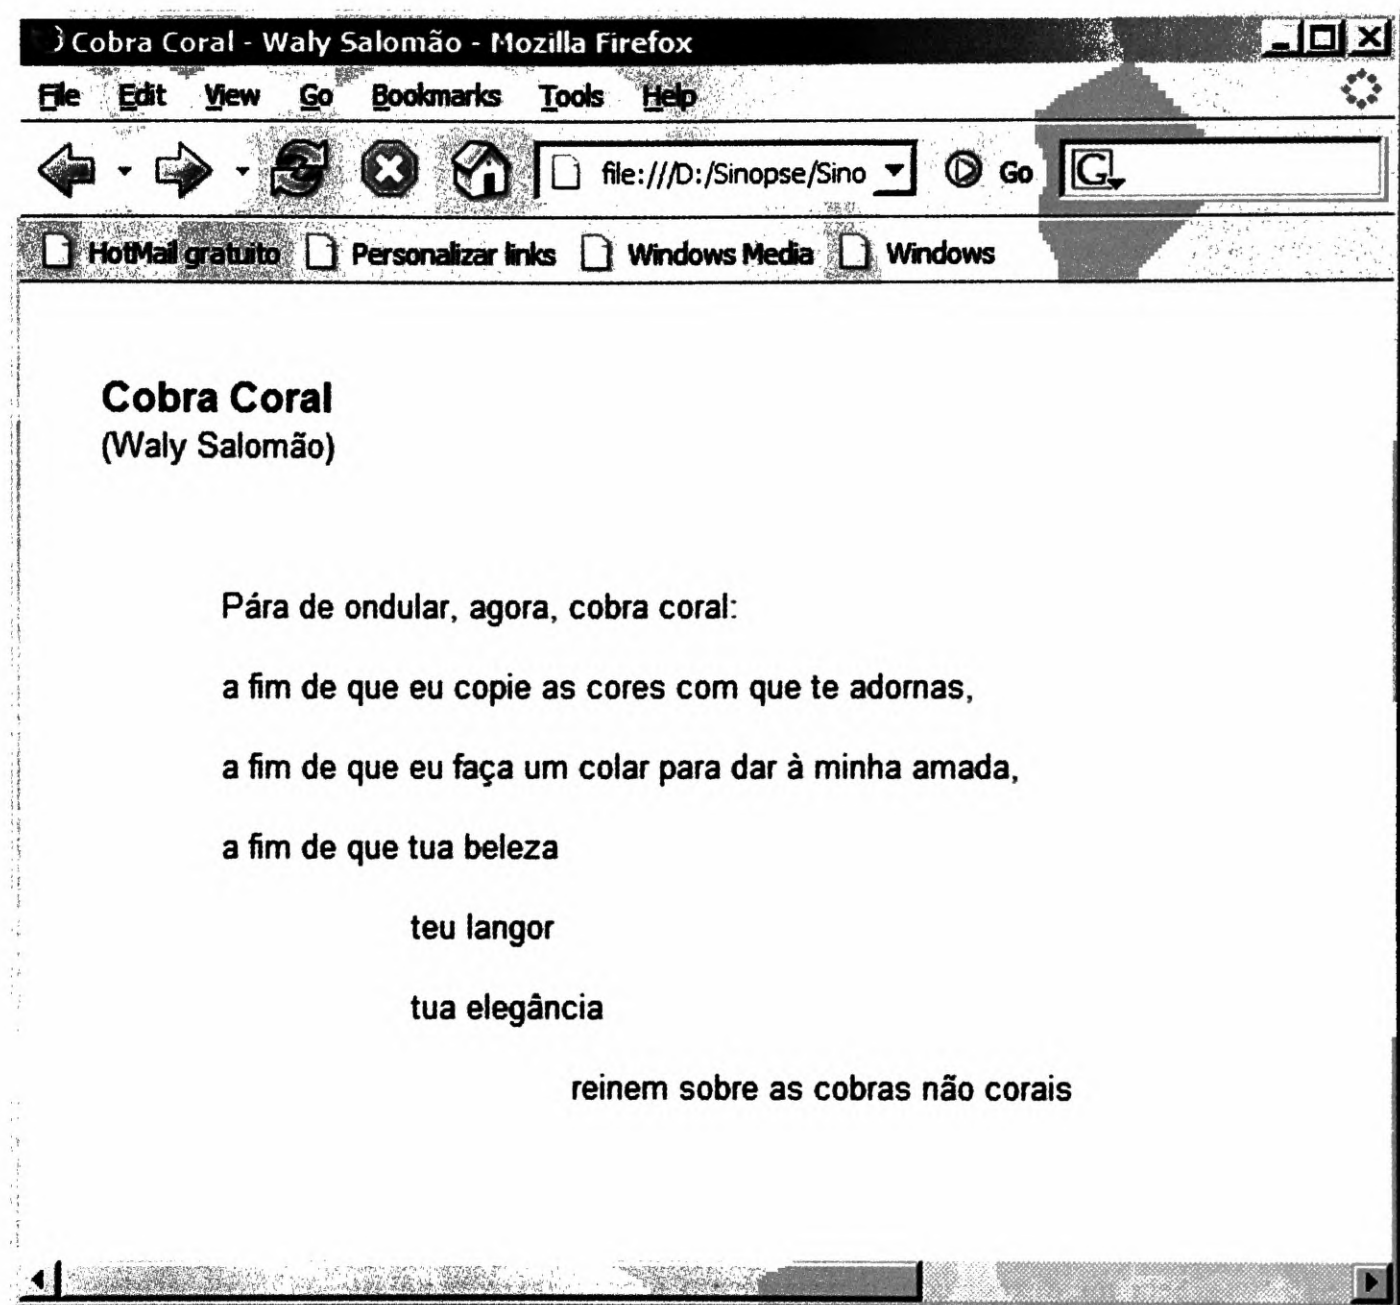 Cobra Coral - Waly Salomão - Mozilla Firefox
File Edit View Go Bookmarks Tools Help
file:///D:/Sinopse/Sino Go G
HotMail gratuito Personalizar links Windows Media Windows
Cobra Coral
(Waly Salomão)
Pára de ondular, agora, cobra coral:
a fim de que eu copie as cores com que te adornas,
a fim de que eu faça um colar para dar à minha amada,
a fim de que tua beleza
teu langor
tua elegância
reinem sobre as cobras não corais